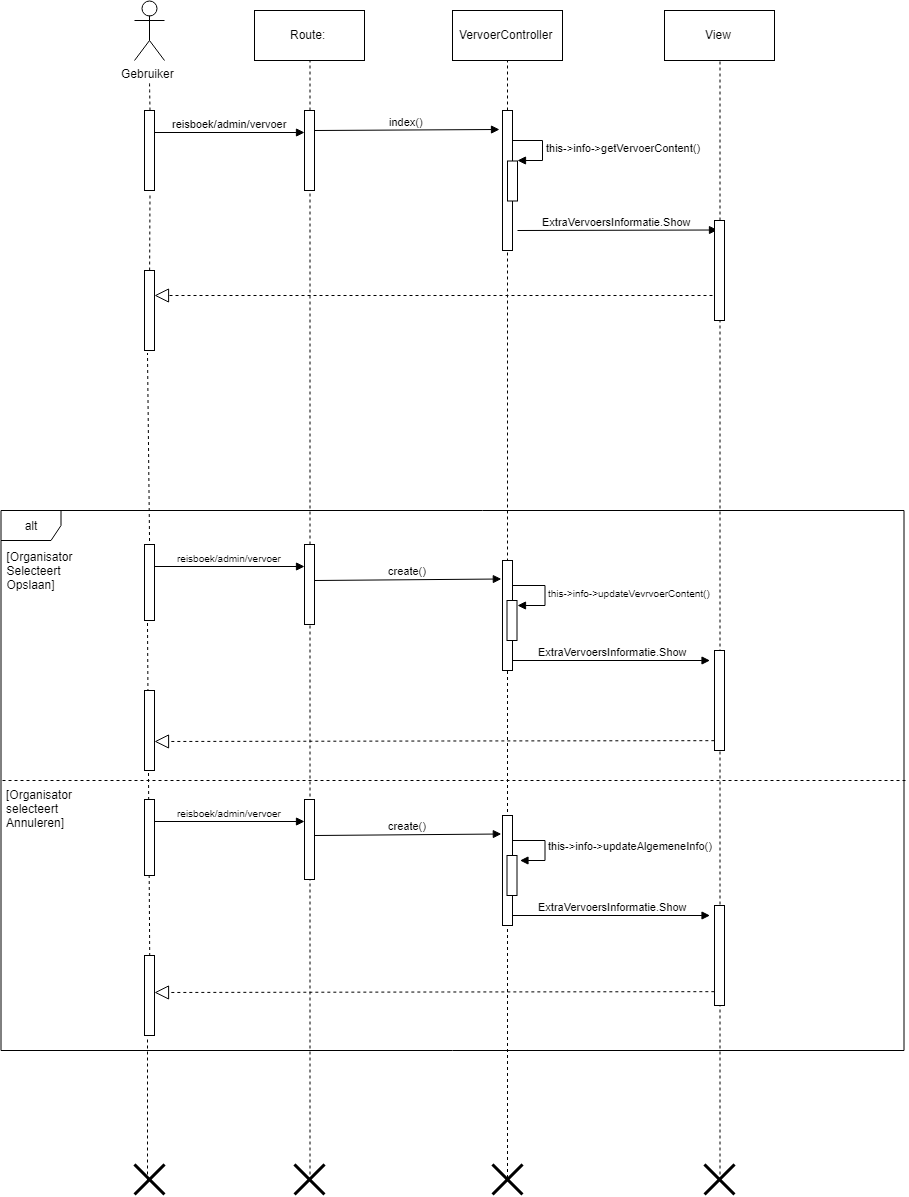 Gebruiker
Route:
VervoerController
View
reisboek/admin/vervoer
index()
this->info->getVervoerContent()
ExtraVervoersInformatie.Show
alt
[Organisator
Selecteert
Opslaan]
reisboek/admin/vervoer
create()
this->info->updateVevrvoerContent()
ExtraVervoersInformatie.Show
[Organisator
selecteert
Annuleren]
reisboek/admin/vervoer
create()
this->info->updateAlgemeneInfo()
ExtraVervoersInformatie.Show